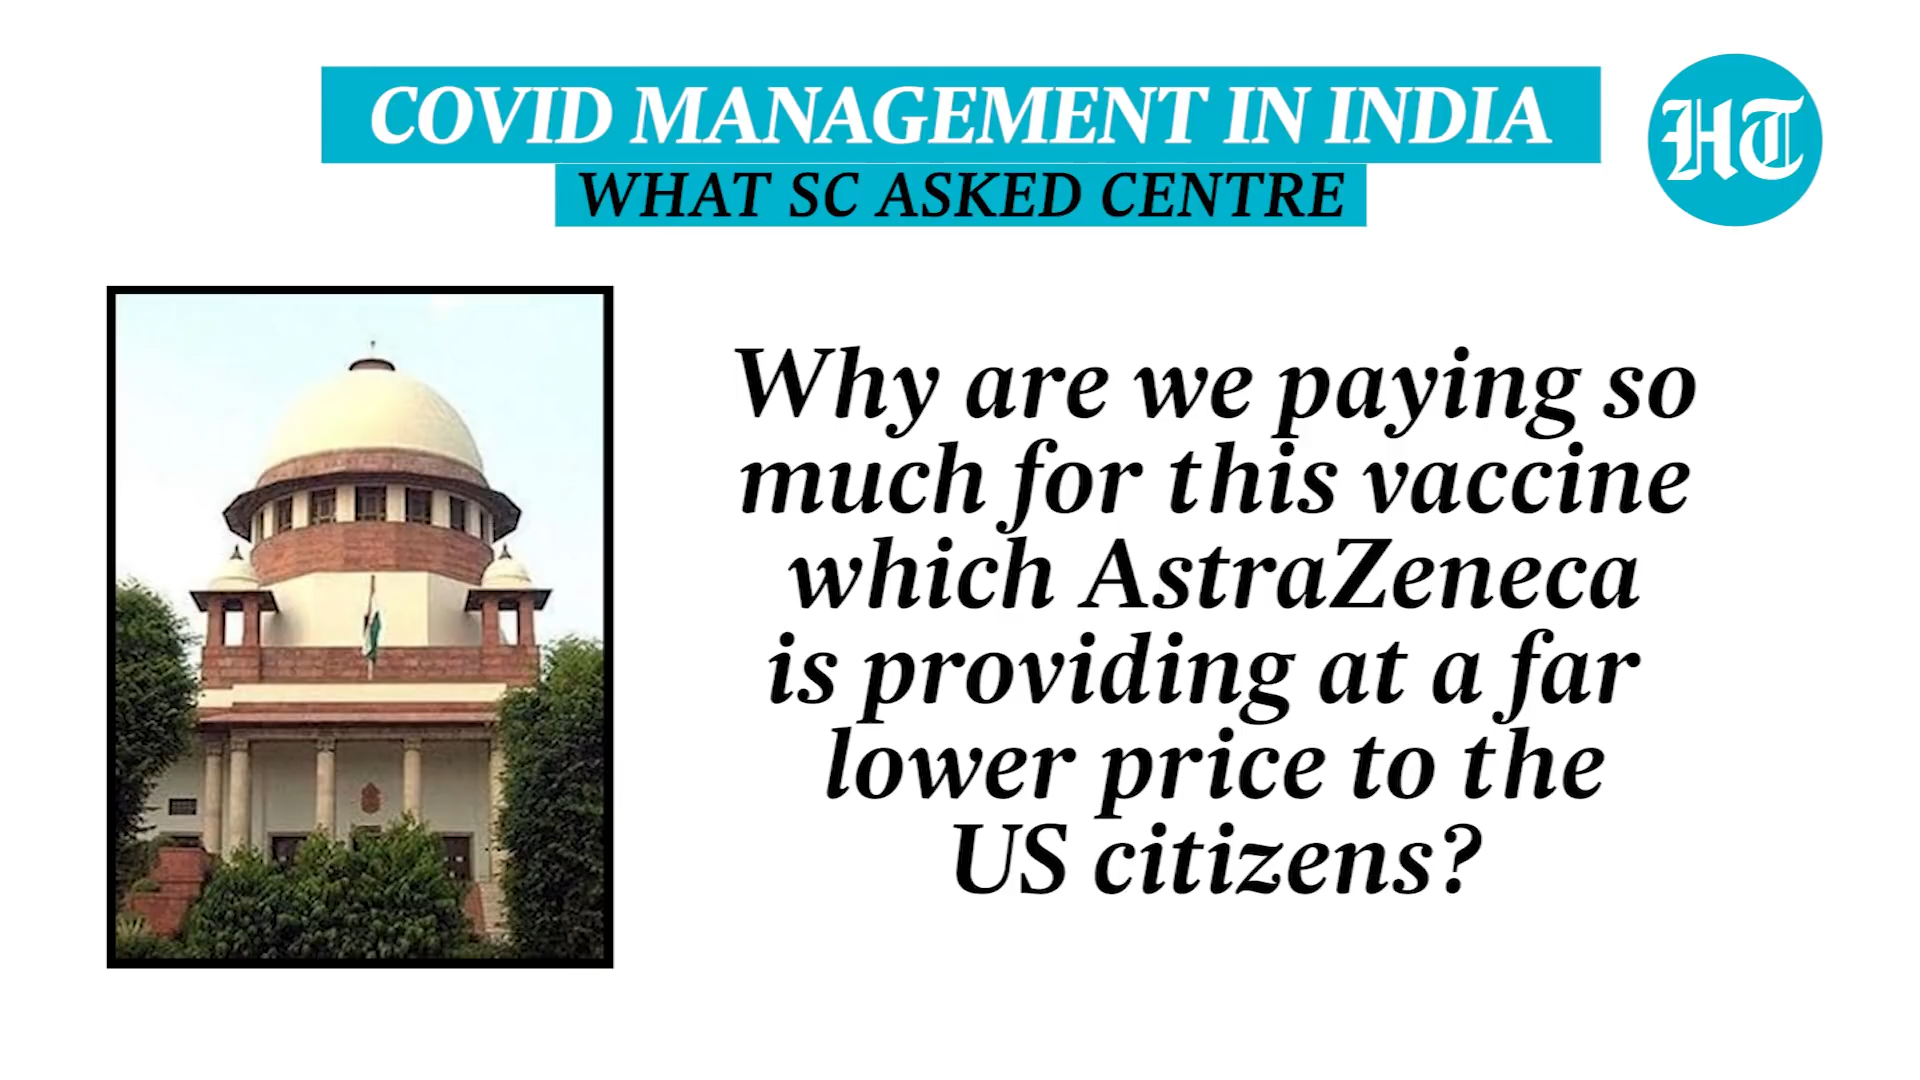 COVID MANAGEMENT IN INDIA
HT
WHAT SC ASKED CENTRE
Why are we paying so
much for this vaccine
which AstraZeneca
is providing at a far
lower price to the
US citizens?